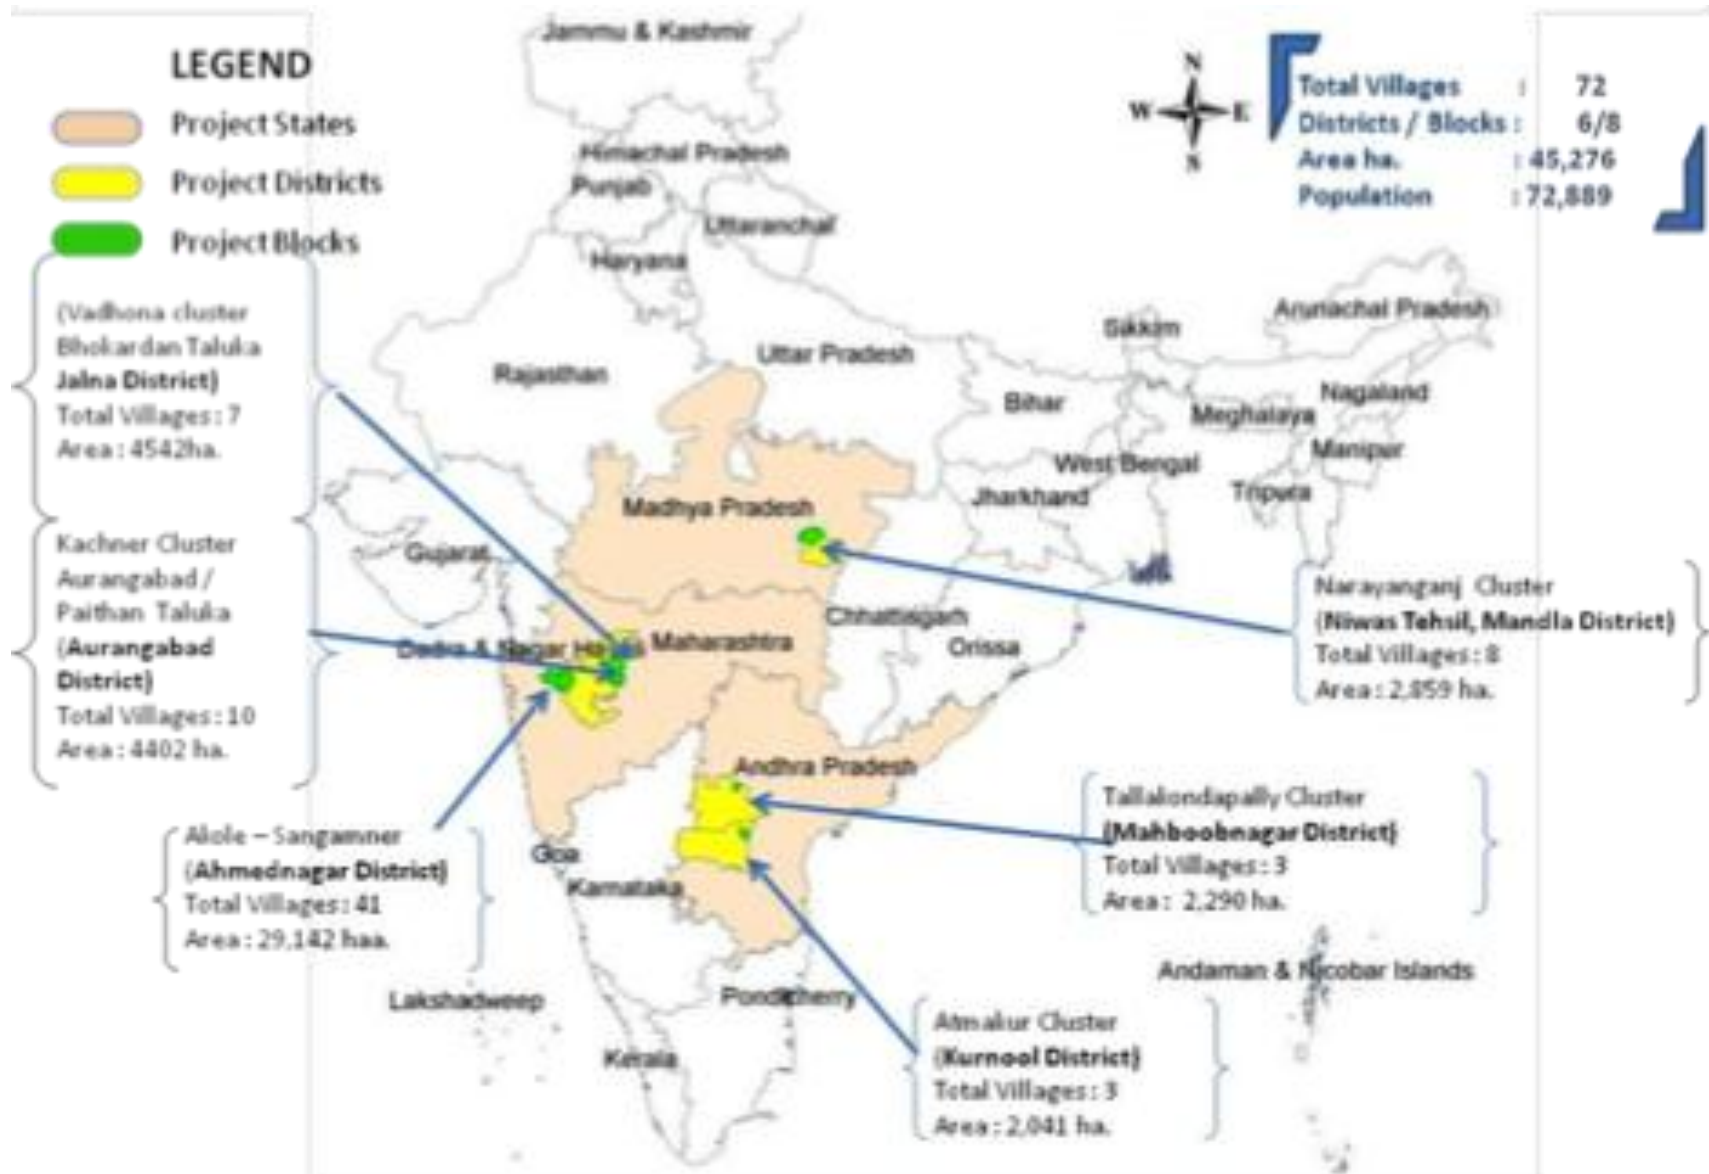 LEGEND
Project States
Project Districts
Project Blocks
Total Villages : 72
Districts / Blocks : 6/8
Area ha. : 45,276
Population : 72,889
N
W E
S
(Vadhona cluster
Bhokardan Taluka
Jalna District)
Total Villages : 7
Area : 4542ha.
Kachner Cluster
Aurangabad /
Paithan Taluka
(Aurangabad
District)
Total Villages : 10
Area : 4402 ha.
Akole – Sangamner
(Ahmednagar District)
Total Villages : 41
Area : 29,142 haa.
Narayanganj Cluster
(Niwas Tehsil, Mandla District)
Total Villages : 8
Area : 2,859 ha.
Tallakondapally Cluster
(Mahboobnagar District)
Total Villages : 3
Area : 2,290 ha.
Atmakur Cluster
(Kurnool District)
Total Villages : 3
Area : 2,041 ha.
Jammu & Kashmir
Himachal Pradesh
Punjab
Uttaranchal
Haryana
Rajasthan
Uttar Pradesh
Bihar
Sikkim
Arunachal Pradesh
Nagaland
Meghalaya
Manipur
Tripura
West Bengal
Jharkhand
Madhya Pradesh
Gujarat
Chhattisgarh
Orissa
Dadra & Nagar Haveli
Maharashtra
Andhra Pradesh
Goa
Karnataka
Lakshadweep
Pondicherry
Kerala
Andaman & Nicobar Islands